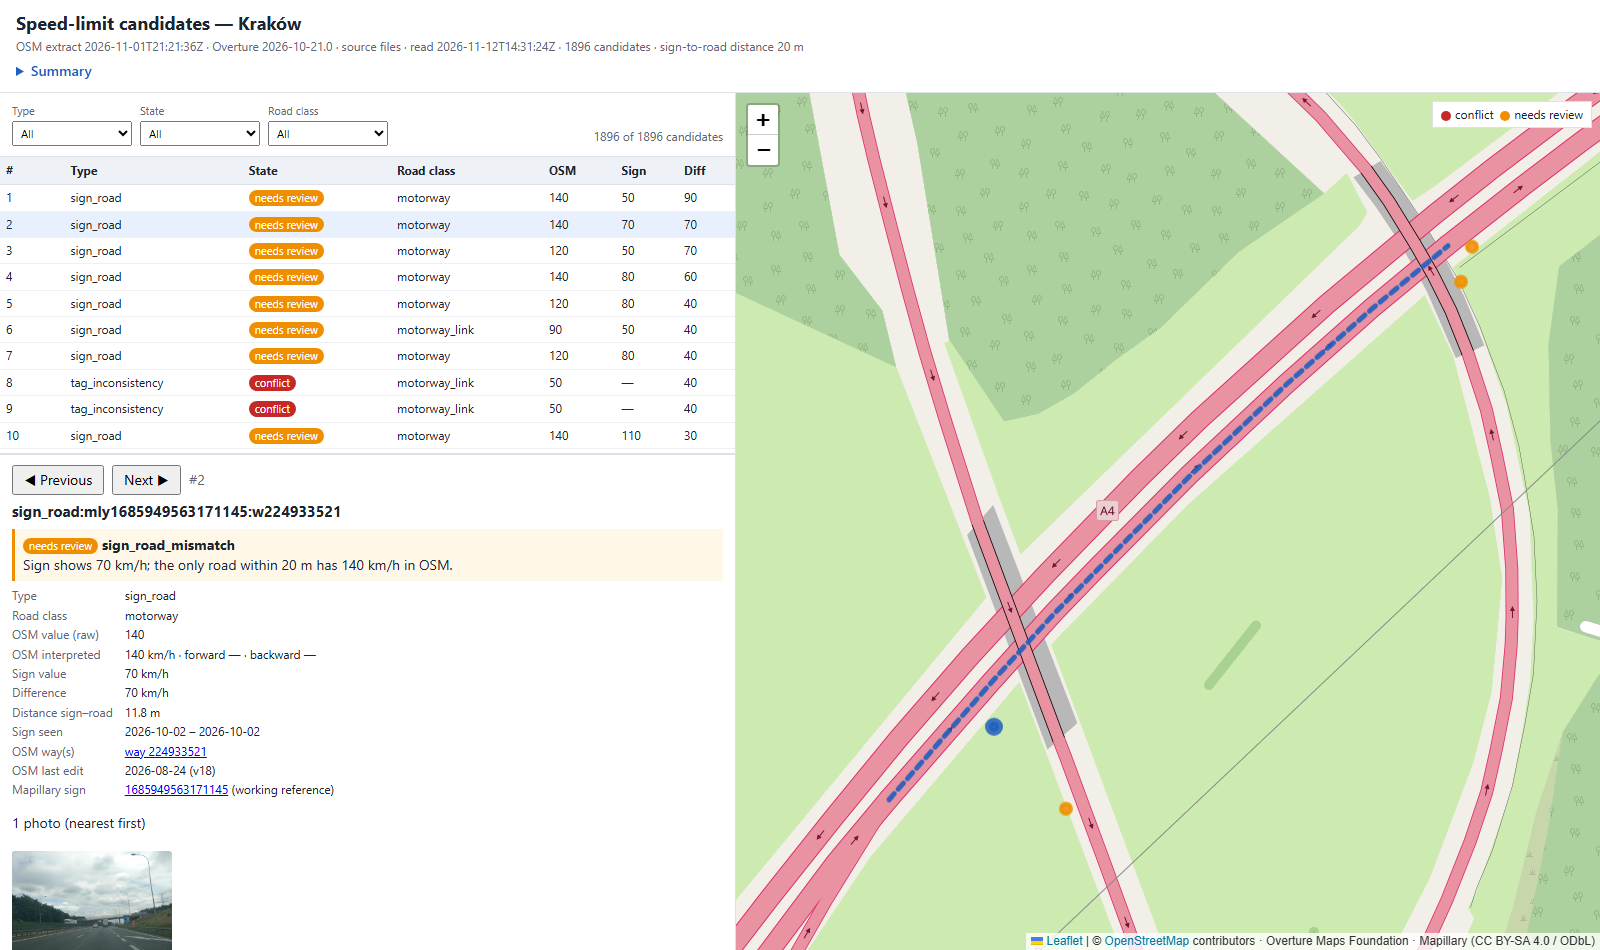 Speed-limit candidates — Kraków
OSM extract 2026-11-01T21:21:36Z · Overture 2026-10-21.0 · source files · read 2026-11-12T14:31:24Z · 1896 candidates · sign-to-road distance 20 m
▶ Summary
Type State Road class
All All All 1896 of 1896 candidates
# Type State Road class OSM Sign Diff
1 sign_road needs review motorway 140 50 90
2 sign_road needs review motorway 140 70 70
3 sign_road needs review motorway 120 50 70
4 sign_road needs review motorway 140 80 60
5 sign_road needs review motorway 120 80 40
6 sign_road needs review motorway_link 90 50 40
7 sign_road needs review motorway 120 80 40
8 tag_inconsistency conflict motorway_link 50 — 40
9 tag_inconsistency conflict motorway_link 50 — 40
10 sign_road needs review motorway 140 110 30
◀ Previous Next ▶ #2
sign_road:mly1685949563171145:w224933521
needs review sign_road_mismatch
Sign shows 70 km/h; the only road within 20 m has 140 km/h in OSM.
Type sign_road
Road class motorway
OSM value (raw) 140
OSM interpreted 140 km/h · forward — · backward —
Sign value 70 km/h
Difference 70 km/h
Distance sign–road 11.8 m
Sign seen 2026-10-02 – 2026-10-02
OSM way(s) way 224933521
OSM last edit 2026-08-24 (v18)
Mapillary sign 1685949563171145 (working reference)
1 photo (nearest first)
+
−
conflict needs review
A4
Leaflet | © OpenStreetMap contributors · Overture Maps Foundation · Mapillary (CC BY-SA 4.0 / ODbL)